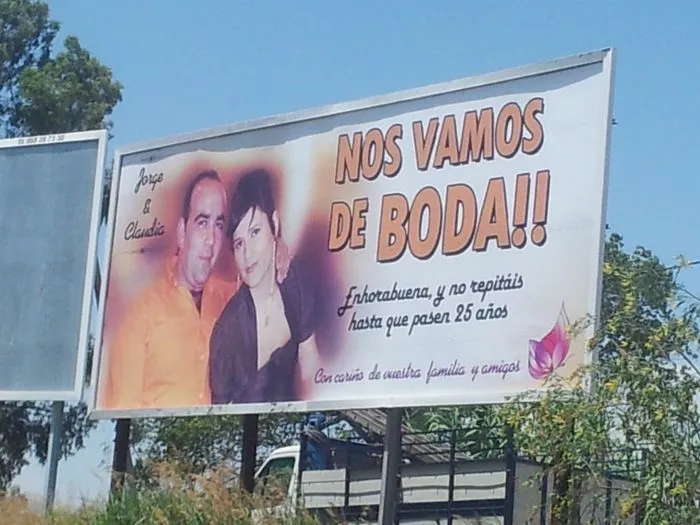 Jorge
&
Claudia
NOS VAMOS
DE BODA!!
Enhorabuena, y no repitáis
hasta que pasen 25 años
Con cariño de vuestra familia y amigos